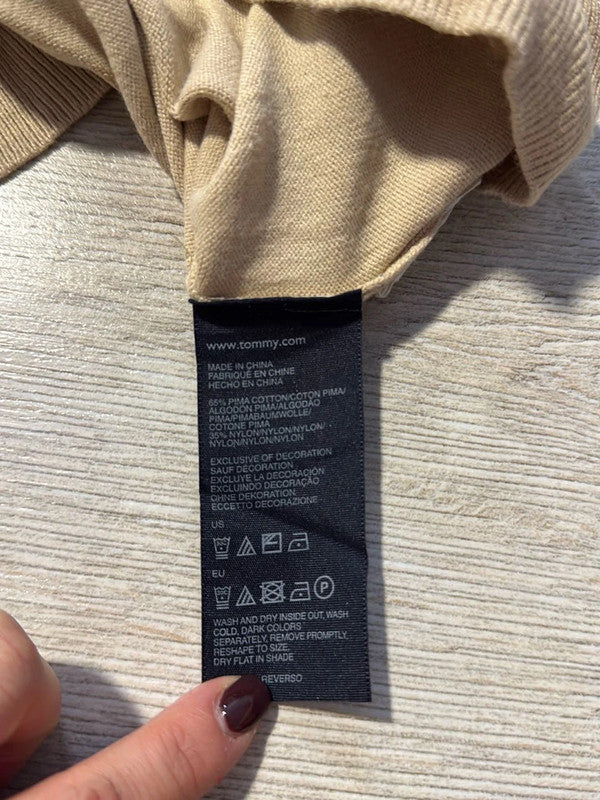 www.tommy.com
MADE IN CHINA
FABRIQUÉ EN CHINE
HECHO EN CHINA
65% PIMA COTTON/COTON PIMA/
ALGODON PIMA/ALGODÃO
PIMA/PIMABAUMWOLLE/
COTONE PIMA
35% NYLON/NYLON/NYLON/
NYLON/NYLON/NYLON
EXCLUSIVE OF DECORATION
SAUF DÉCORATION
EXCLUYE LA DECORACIÓN
EXCLUINDO DECORAÇÃO
OHNE DEKORATION
ECCETTO DECORAZIONE
US
EU
P
WASH AND DRY INSIDE OUT, WASH
COLD, DARK COLORS
SEPARATELY, REMOVE PROMPTLY,
RESHAPE TO SIZE,
DRY FLAT IN SHADE
REVERSO